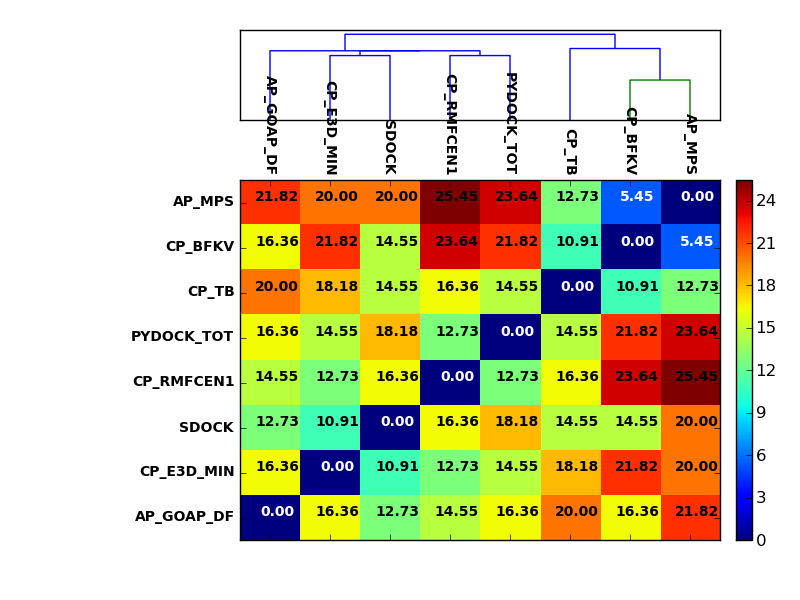 AP_GOAP_DF CP_E3D_MIN SDOCK CP_RMFCEN1 PYDOCK_TOT CP_TB CP_BFKV AP_MPS
AP_MPS 21.82 20.00 20.00 25.45 23.64 12.73 5.45 0.00
CP_BFKV 16.36 21.82 14.55 23.64 21.82 10.91 0.00 5.45
CP_TB 20.00 18.18 14.55 16.36 14.55 0.00 10.91 12.73
PYDOCK_TOT 16.36 14.55 18.18 12.73 0.00 14.55 21.82 23.64
CP_RMFCEN1 14.55 12.73 16.36 0.00 12.73 16.36 23.64 25.45
SDOCK 12.73 10.91 0.00 16.36 18.18 14.55 14.55 20.00
CP_E3D_MIN 16.36 0.00 10.91 12.73 14.55 18.18 21.82 20.00
AP_GOAP_DF 0.00 16.36 12.73 14.55 16.36 20.00 16.36 21.82
24
21
18
15
12
9
6
3
0